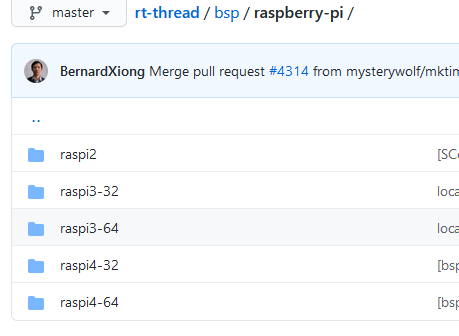 master rt-thread / bsp / raspberry-pi /
BernardXiong Merge pull request #4314 from mysterywolf/mktim
..
raspi2 [SCo
raspi3-32 loca
raspi3-64 loca
raspi4-32 [bsp
raspi4-64 [bsp